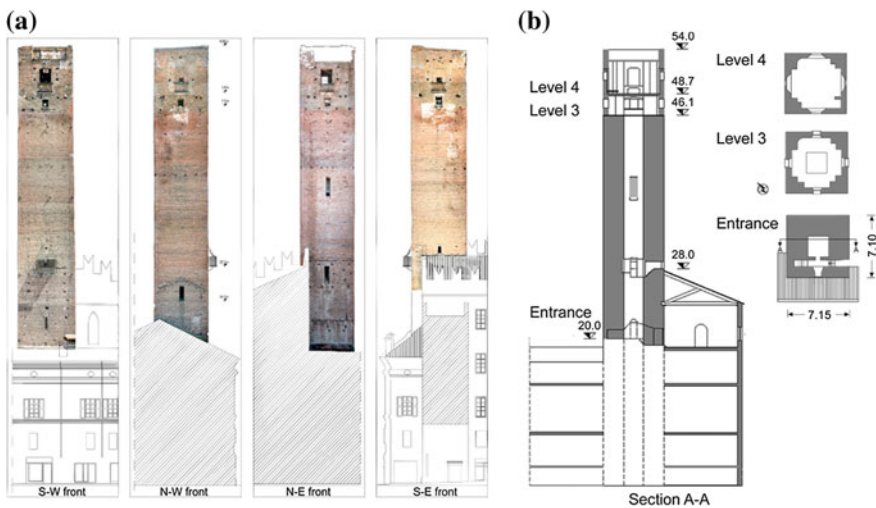 (a)
S-W front
N-W front
N-E front
S-E front
(b)
54.0
Level 4
48.7
Level 3
46.1
28.0
Entrance
20.0
Section A-A
Level 4
Level 3
Entrance
A
A
7.10
7.15